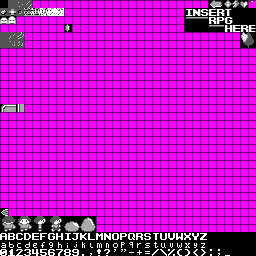 INSERT
RPG
HERE
ABCDEFGHIJKLMNOPQRSTUVWXYZ
abcdefghijklmnopqrstuvwxyz
0123456789.,!?'"-+=/\%()<>:;_